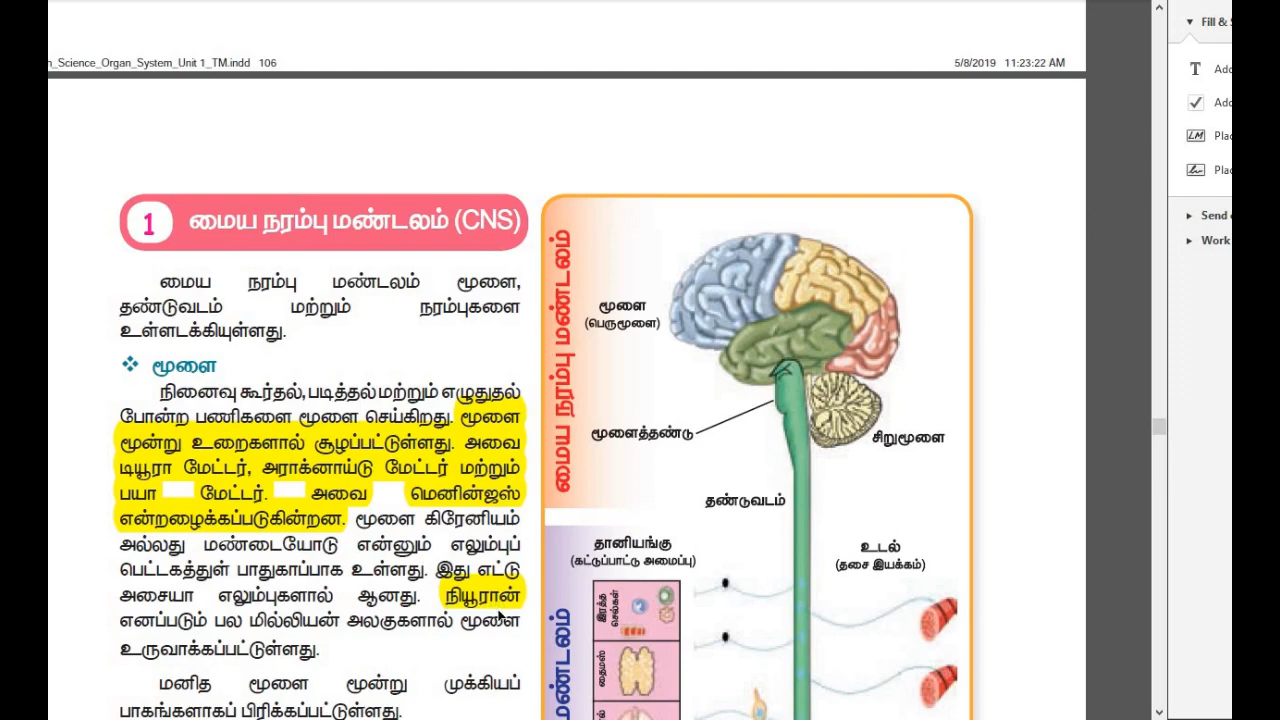 n_Science_Organ_System_Unit 1_TM.indd 106
5/8/2019 11:23:22 AM
Fill &
Send
Work
1
மைய நரம்பு மண்டலம் (CNS)
மைய நரம்பு மண்டலம் மூளை,
தண்டுவடம் மற்றும் நரம்புகளை
உள்ளடக்கியுள்ளது.
❖ மூளை
நினைவு கூர்தல், படித்தல் மற்றும் எழுதுதல்
போன்ற பணிகளை மூளை செய்கிறது. மூளை
மூன்று உறைகளால் சூழப்பட்டுள்ளது. அவை
டியூரா மேட்டர், அராக்னாய்டு மேட்டர் மற்றும்
பயா மேட்டர். அவை மெனின்ஜஸ்
என்றழைக்கப்படுகின்றன. மூளை கிரேனியம்
அல்லது மண்டையோடு என்னும் எலும்புப்
பெட்டகத்துள் பாதுகாப்பாக உள்ளது. இது எட்டு
அசையா எலும்புகளால் ஆனது. நியூரான்
எனப்படும் பல மில்லியன் அலகுகளால் மூளை
உருவாக்கப்பட்டுள்ளது.
மனித மூளை மூன்று முக்கியப்
பாகங்களாகப் பிரிக்கப்பட்டுள்ளது.
மைய நரம்பு மண்டலம்
மூளை
(பெருமூளை)
மூளைத்தண்டு
சிறுமூளை
தண்டுவடம்
தானியங்கு
(கட்டுப்பாட்டு அமைப்பு)
உடல்
(தசை இயக்கம்)
இரத்த
செல்கள்
தைமஸ்
மண்டலம்